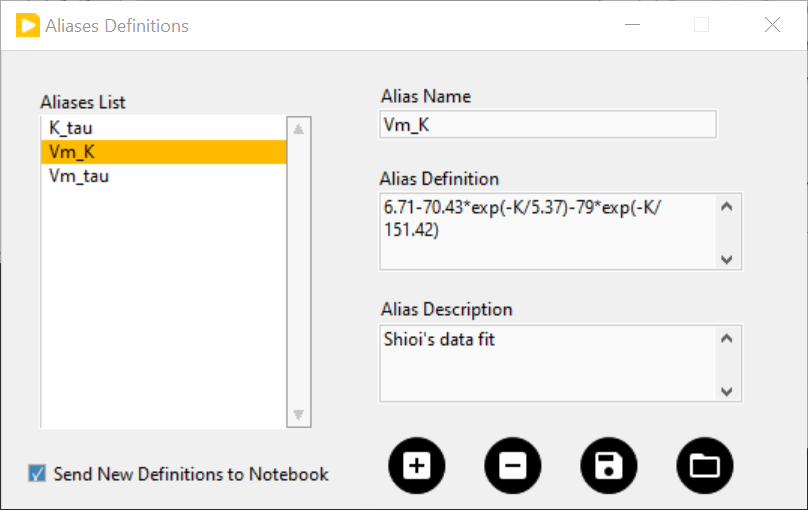 Aliases Definitions
Aliases List
K_tau
Vm_K
Vm_tau
Send New Definitions to Notebook
Alias Name
Vm_K
Alias Definition
6.71-70.43*exp(-K/5.37)-79*exp(-K/
151.42)
Alias Description
Shioi's data fit